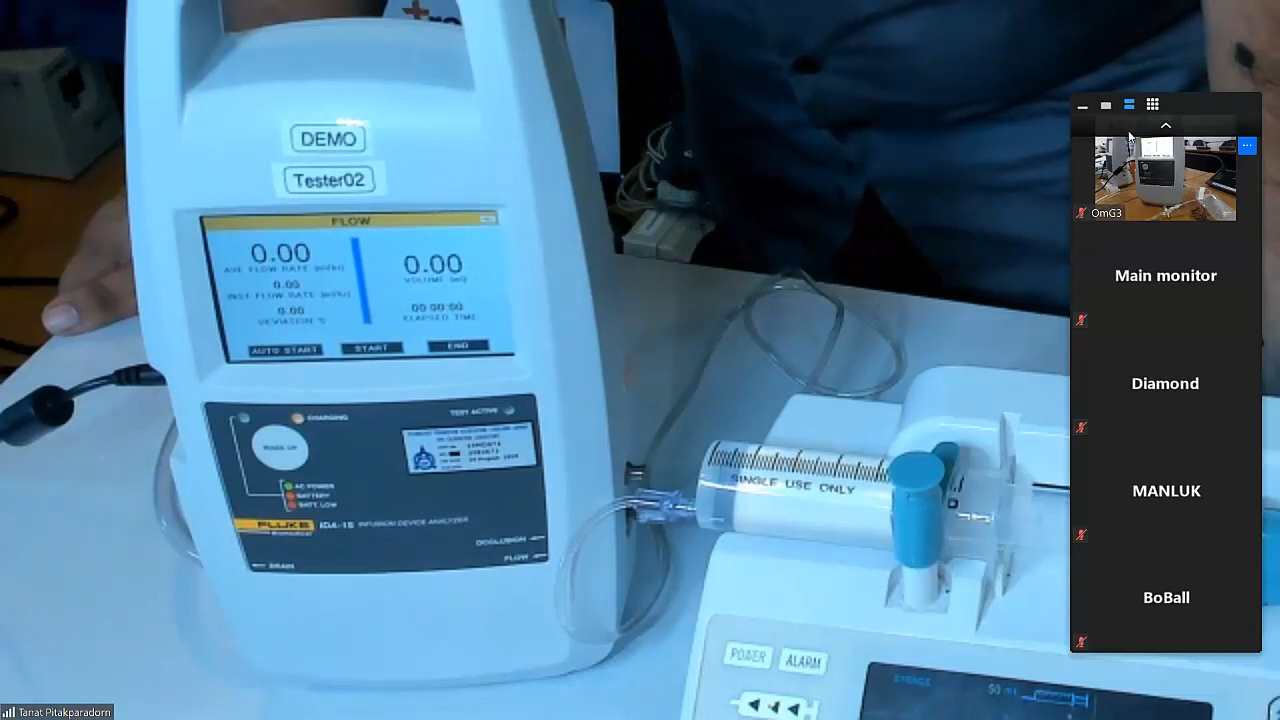 DEMO
Tester02
FLOW
0.00
AVE FLOW RATE (ml/hr)
0.00
INST FLOW RATE (ml/hr)
0.00
DEVIATION %
0.00
VOLUME (ml)
00:00:00
ELAPSED TIME
AUTO START
START
END
CHARGING
TEST ACTIVE
AC POWER
BATTERY
BATT. LOW
FLUKE
Biomedical
IDA-1S INFUSION DEVICE ANALYZER
OCCLUSION
FLOW
DRAIN
SINGLE USE ONLY
POWER
ALARM
SYRINGE
50 ml
OmG3
Main monitor
Diamond
MANLUK
BoBall
Tanat Pitakparadorn